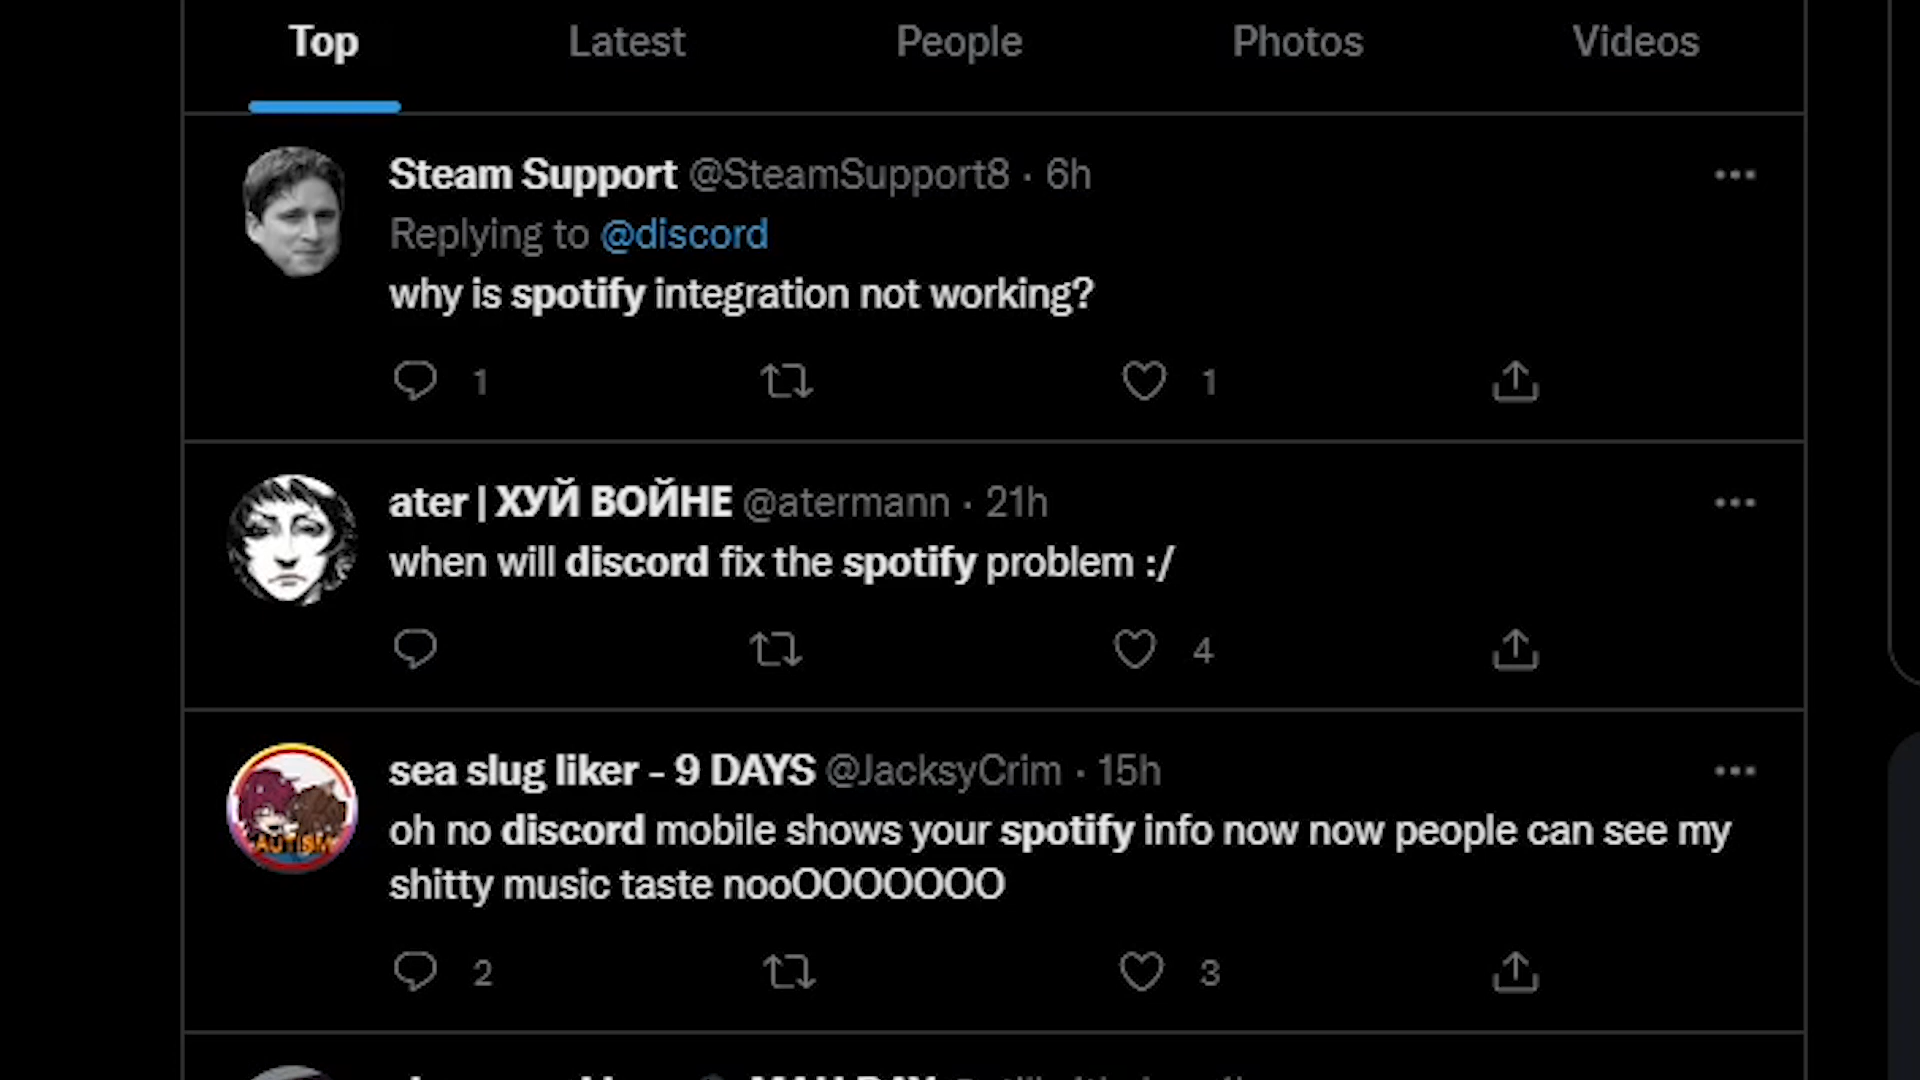 Top Latest People Photos Videos
Steam Support @SteamSupport8 · 6h
Replying to @discord
why is spotify integration not working?
1 1
ater | ХУЙ ВОЙНЕ @atermann · 21h
when will discord fix the spotify problem :/
4
sea slug liker - 9 DAYS @JacksyCrim · 15h
AUTISM
oh no discord mobile shows your spotify info now now people can see my
shitty music taste nooOOOOOOOO
2 3